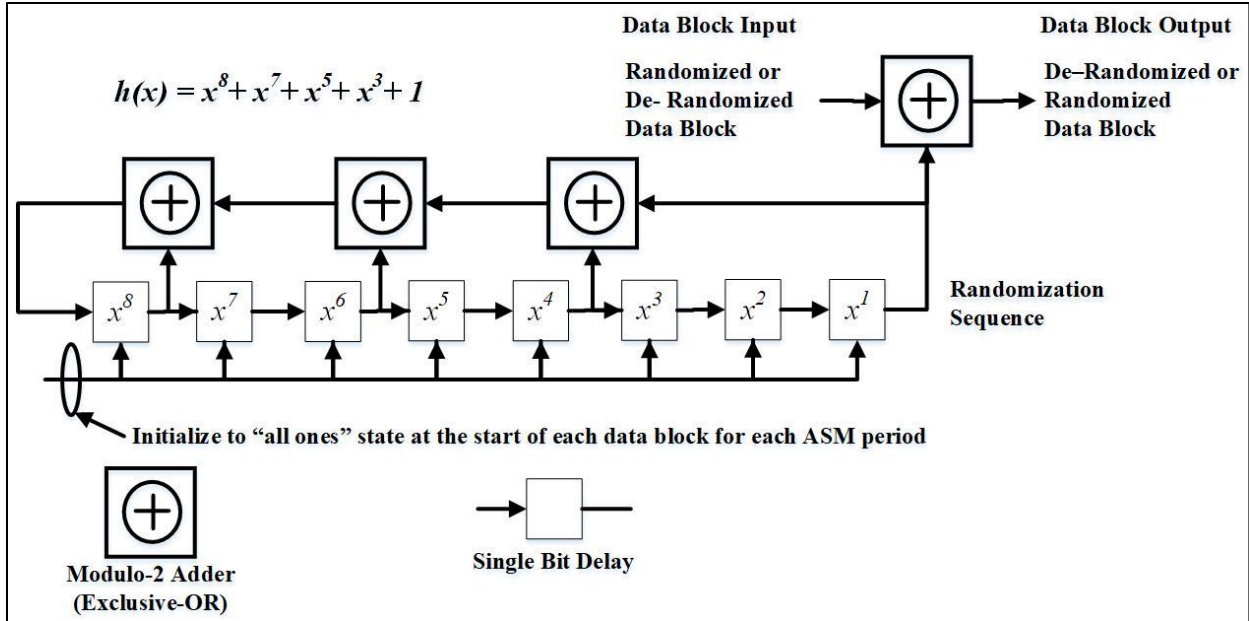 Data Block Input
Data Block Output
h(x) = x⁸+ x⁷+ x⁵+ x³+ 1
Randomized or
De- Randomized
Data Block
De–Randomized or
Randomized
Data Block
x⁸ x⁷ x⁶ x⁵ x⁴ x³ x² x¹
Randomization
Sequence
Initialize to “all ones” state at the start of each data block for each ASM period
Modulo-2 Adder
(Exclusive-OR)
Single Bit Delay